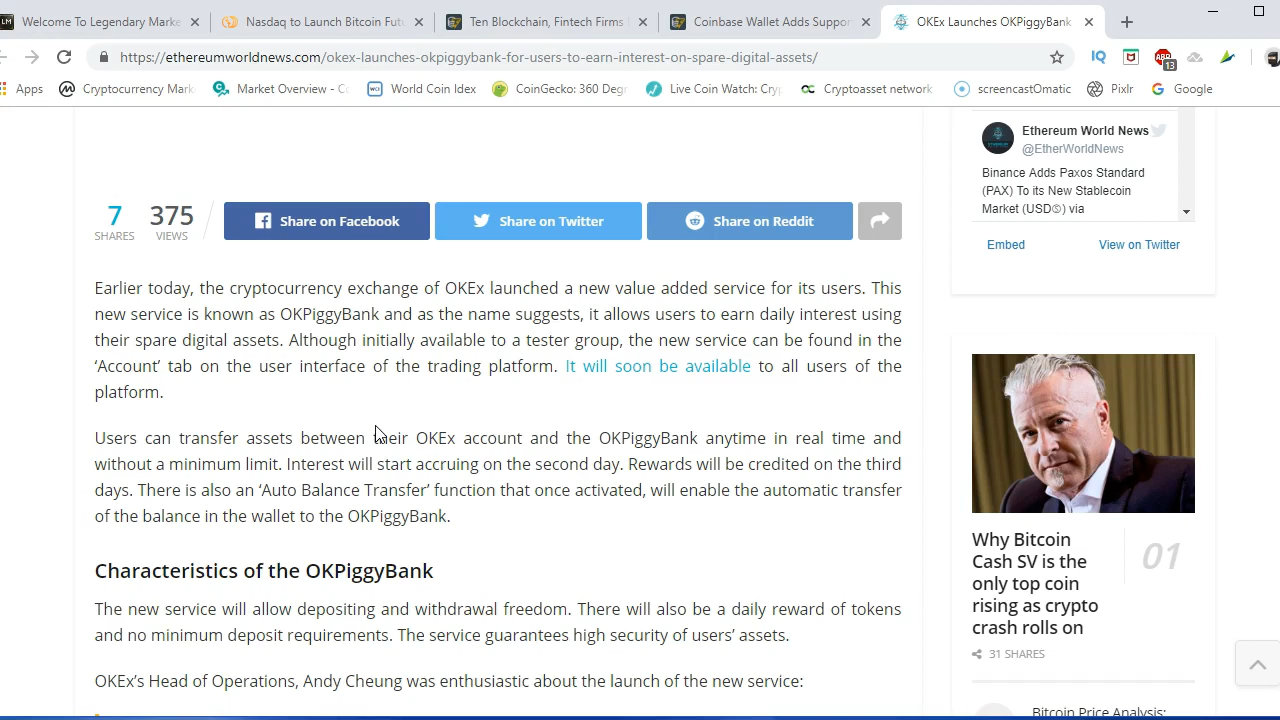 Welcome To Legendary Marke
Nasdaq to Launch Bitcoin Futu
Ten Blockchain, Fintech Firms
Coinbase Wallet Adds Suppor
OKEx Launches OKPiggyBank
https://ethereumworldnews.com/okex-launches-okpiggybank-for-users-to-earn-interest-on-spare-digital-assets/
IQ
ABP
13
Apps
Cryptocurrency Mark
Market Overview - Co
World Coin Idex
CoinGecko: 360 Degr
Live Coin Watch: Cryp
Cryptoasset network
screencastOmatic
Pixlr
Google
Ethereum World News
@EtherWorldNews
Binance Adds Paxos Standard
(PAX) To its New Stablecoin
Market (USDⓈ) via
Embed
View on Twitter
7
SHARES
375
VIEWS
Share on Facebook
Share on Twitter
Share on Reddit
Earlier today, the cryptocurrency exchange of OKEx launched a new value added service for its users. This
new service is known as OKPiggyBank and as the name suggests, it allows users to earn daily interest using
their spare digital assets. Although initially available to a tester group, the new service can be found in the
‘Account’ tab on the user interface of the trading platform. It will soon be available to all users of the
platform.
Users can transfer assets between their OKEx account and the OKPiggyBank anytime in real time and
without a minimum limit. Interest will start accruing on the second day. Rewards will be credited on the third
days. There is also an ‘Auto Balance Transfer’ function that once activated, will enable the automatic transfer
of the balance in the wallet to the OKPiggyBank.
Characteristics of the OKPiggyBank
The new service will allow depositing and withdrawal freedom. There will also be a daily reward of tokens
and no minimum deposit requirements. The service guarantees high security of users’ assets.
OKEx’s Head of Operations, Andy Cheung was enthusiastic about the launch of the new service:
Why Bitcoin
Cash SV is the
only top coin
rising as crypto
crash rolls on
01
31 SHARES
Bitcoin Price Analysis: